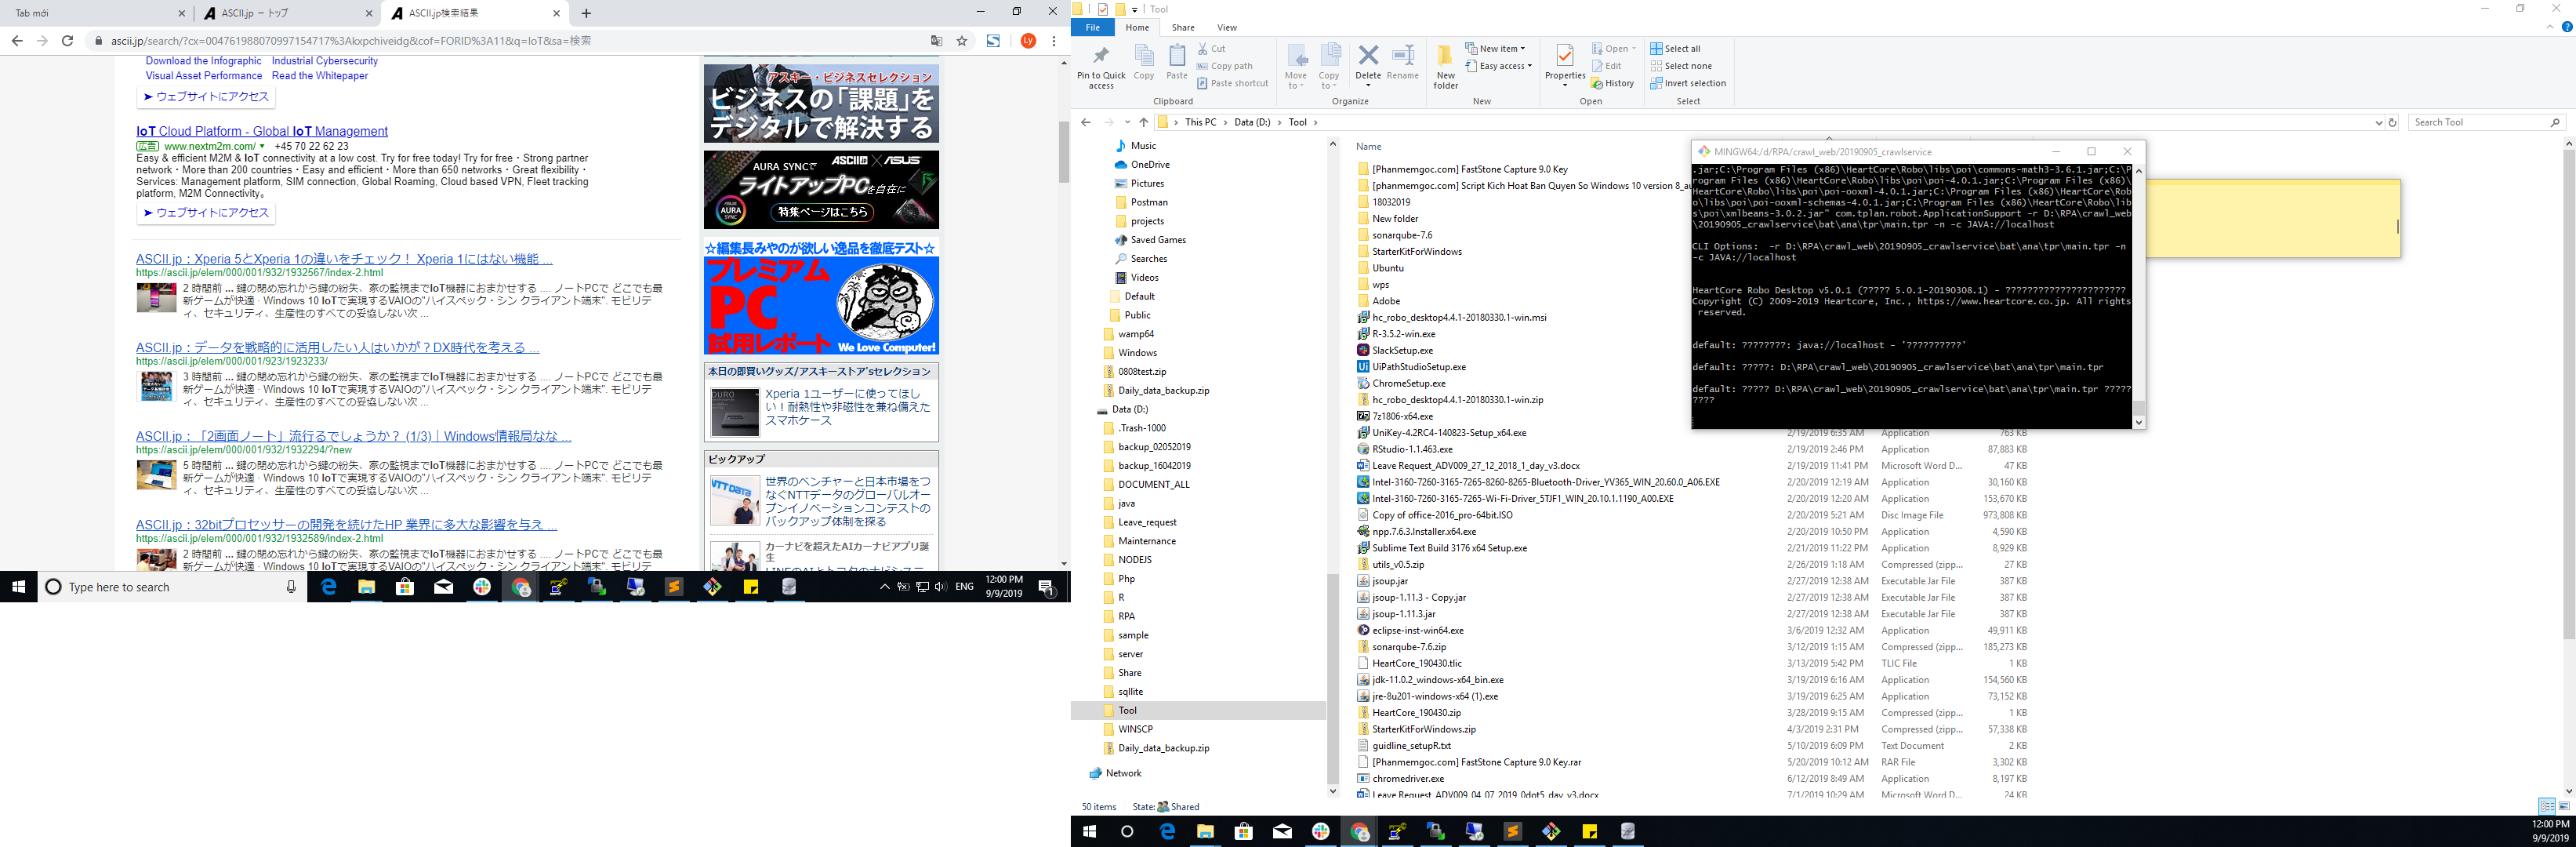 Tab mới
ASCII.jp － トップ
ASCII.jp検索結果
ascii.jp/search/?cx=004761988070997154717%3Akxpchiveidg&cof=FORID%3A11&q=IoT&sa=検索
Ly
Download the Infographic Industrial Cybersecurity
Visual Asset Performance Read the Whitepaper
➤ ウェブサイトにアクセス
IoT Cloud Platform - Global IoT Management
広告 www.nextm2m.com/ ▾ +45 70 22 62 23
Easy & efficient M2M & IoT connectivity at a low cost. Try for free today! Try for free・Strong partner
network・More than 200 countries・Easy and efficient・More than 650 networks・Great flexibility・
Services: Management platform, SIM connection, Global Roaming, Cloud based VPN, Fleet tracking
platform, M2M Connectivity。
➤ ウェブサイトにアクセス
ASCII.jp：Xperia 5とXperia 1の違いをチェック！ Xperia 1にはない機能 ...
https://ascii.jp/elem/000/001/932/1932567/index-2.html
2 時間前 ... 鍵の閉め忘れから鍵の紛失、家の監視までIoT機器におまかせする .... ノートPCで どこでも最
新ゲームが快適 · Windows 10 IoTで実現するVAIOの"ハイスペック・シン クライアント端末". モビリテ
ィ、セキュリティ、生産性のすべての妥協しない次 ...
ASCII.jp：データを戦略的に活用したい人はいかが？DX時代を考える ...
https://ascii.jp/elem/000/001/923/1923233/
3 時間前 ... 鍵の閉め忘れから鍵の紛失、家の監視までIoT機器におまかせする .... ノートPCで どこでも最
新ゲームが快適 · Windows 10 IoTで実現するVAIOの"ハイスペック・シン クライアント端末". モビリテ
ィ、セキュリティ、生産性のすべての妥協しない次 ...
ASCII.jp：「2画面ノート」流行るでしょうか？ (1/3)｜Windows情報局なな ...
https://ascii.jp/elem/000/001/932/1932294/?new
5 時間前 ... 鍵の閉め忘れから鍵の紛失、家の監視までIoT機器におまかせする .... ノートPCで どこでも最
新ゲームが快適 · Windows 10 IoTで実現するVAIOの"ハイスペック・シン クライアント端末". モビリテ
ィ、セキュリティ、生産性のすべての妥協しない次 ...
ASCII.jp：32bitプロセッサーの開発を続けたHP 業界に多大な影響を与え ...
https://ascii.jp/elem/000/001/932/1932589/index-2.html
2 時間前 ... 鍵の閉め忘れから鍵の紛失、家の監視までIoT機器におまかせする .... ノートPCで どこでも最
新ゲームが快適 · Windows 10 IoTで実現するVAIOの"ハイスペック・シン クライアント端末". モビリテ
アスキー・ビジネスセレクション
ビジネスの「課題」を
デジタルで解決する
AURA SYNCで ASCII × ASUS
ライトアップPCを自在に
AURA SYNC
特集ページはこちら
☆編集長みやのが欲しい逸品を徹底テスト☆
プレミアム
PC
試用レポート
We Love Computer!
本日の即買いグッズ/アスキーストア'sセレクション
DURO
Xperia 1ユーザーに使ってほし
い！耐熱性や非磁性を兼ね備えた
スマホケース
ピックアップ
NTT DATA
世界のベンチャーと日本市場をつ
なぐNTTデータのグローバルオー
プンイノベーションコンテストの
バックアップ体制を探る
カーナビを超えたAIカーナビアプリ誕
生
LINEのAIとトヨタのナビシステ
Type here to search
ENG
12:00 PM
9/9/2019
1
Tool
File
Home
Share
View
Pin to Quick
access
Copy
Paste
Cut
Copy path
Paste shortcut
Clipboard
Move
to
Copy
to
Delete
Rename
Organize
New
folder
New item
Easy access
New
Properties
Open
Edit
History
Open
Select all
Select none
Invert selection
Select
This PC
Data (D:)
Tool
Search Tool
Music
OneDrive
Pictures
Postman
projects
Saved Games
Searches
Videos
Default
Public
wamp64
Windows
0808test.zip
Daily_data_backup.zip
Data (D:)
.Trash-1000
backup_02052019
backup_16042019
DOCUMENT_ALL
java
Leave_request
Mainternance
NODEJS
Php
R
RPA
sample
server
Share
sqllite
Tool
WINSCP
Daily_data_backup.zip
Network
Name
[Phanmemgoc.com] FastStone Capture 9.0 Key
[phanmemgoc.com] Script Kich Hoat Ban Quyen So Windows 10 version 8_au
18032019
New folder
sonarqube-7.6
StarterKitForWindows
Ubuntu
wps
Adobe
hc_robo_desktop4.4.1-20180330.1-win.msi
R-3.5.2-win.exe
SlackSetup.exe
UiPathStudioSetup.exe
ChromeSetup.exe
hc_robo_desktop4.4.1-20180330.1-win.zip
7z1806-x64.exe
UniKey-4.2RC4-140823-Setup_x64.exe 2/19/2019 6:35 AM Application 763 KB
RStudio-1.1.463.exe 2/19/2019 2:46 PM Application 87,883 KB
Leave Request_ADV009_27_12_2018_1_day_v3.docx 2/19/2019 11:41 PM Microsoft Word D... 47 KB
Intel-3160-7260-3165-7265-8260-8265-Bluetooth-Driver_YV365_WIN_20.60.0_A06.EXE 2/20/2019 12:19 AM Application 30,160 KB
Intel-3160-7260-3165-7265-Wi-Fi-Driver_5TJF1_WIN_20.10.1.1190_A00.EXE 2/20/2019 12:20 AM Application 153,670 KB
Copy of office-2016_pro-64bit.ISO 2/20/2019 5:21 AM Disc Image File 973,808 KB
npp.7.6.3.Installer.x64.exe 2/20/2019 10:50 PM Application 4,590 KB
Sublime Text Build 3176 x64 Setup.exe 2/21/2019 11:22 PM Application 8,929 KB
utils_v0.5.zip 2/26/2019 1:18 AM Compressed (zipp... 27 KB
jsoup.jar 2/27/2019 12:38 AM Executable Jar File 387 KB
jsoup-1.11.3 - Copy.jar 2/27/2019 12:38 AM Executable Jar File 387 KB
jsoup-1.11.3.jar 2/27/2019 12:38 AM Executable Jar File 387 KB
eclipse-inst-win64.exe 3/6/2019 12:32 AM Application 49,911 KB
sonarqube-7.6.zip 3/12/2019 1:15 AM Compressed (zipp... 185,273 KB
HeartCore_190430.tlic 3/13/2019 5:42 PM TLIC File 1 KB
jdk-11.0.2_windows-x64_bin.exe 3/19/2019 6:16 AM Application 154,560 KB
jre-8u201-windows-x64 (1).exe 3/19/2019 6:25 AM Application 73,152 KB
HeartCore_190430.zip 3/28/2019 9:15 AM Compressed (zipp... 1 KB
StarterKitForWindows.zip 4/3/2019 2:31 PM Compressed (zipp... 57,338 KB
guidline_setupR.txt 5/10/2019 6:09 PM Text Document 2 KB
[Phanmemgoc.com] FastStone Capture 9.0 Key.rar 5/20/2019 10:12 AM RAR File 3,302 KB
chromedriver.exe 6/12/2019 8:49 AM Application 8,197 KB
Leave Request_ADV009_04_07_2019_0dot5_day_v3.docx 7/1/2019 10:29 AM Microsoft Word D... 24 KB
MINGW64:/d/RPA/crawl_web/20190905_crawlservice
.jar;C:\Program Files (x86)\HeartCore\Robo\libs\poi\commons-math3-3.6.1.jar;C:\P
rogram Files (x86)\HeartCore\Robo\libs\poi\poi-4.0.1.jar;C:\Program Files (x86)\
HeartCore\Robo\libs\poi\poi-ooxml-4.0.1.jar;C:\Program Files (x86)\HeartCore\Rob
o\libs\poi\poi-ooxml-schemas-4.0.1.jar;C:\Program Files (x86)\HeartCore\Robo\lib
s\poi\xmlbeans-3.0.2.jar" com.tplan.robot.ApplicationSupport -r D:\RPA\crawl_web
\20190905_crawlservice\bat\ana\tpr\main.tpr -n -c JAVA://localhost
CLI Options: -r D:\RPA\crawl_web\20190905_crawlservice\bat\ana\tpr\main.tpr -n
-c JAVA://localhost
HeartCore Robo Desktop v5.0.1 (????? 5.0.1-20190308.1) - ??????????????????????
Copyright (C) 2009-2019 Heartcore, Inc., https://www.heartcore.co.jp. All rights
reserved.
default: ????????: java://localhost - '??????????'
default: ?????: D:\RPA\crawl_web\20190905_crawlservice\bat\ana\tpr\main.tpr
default: ????? D:\RPA\crawl_web\20190905_crawlservice\bat\ana\tpr\main.tpr ?????
????
50 items
State: Shared
12:00 PM
9/9/2019